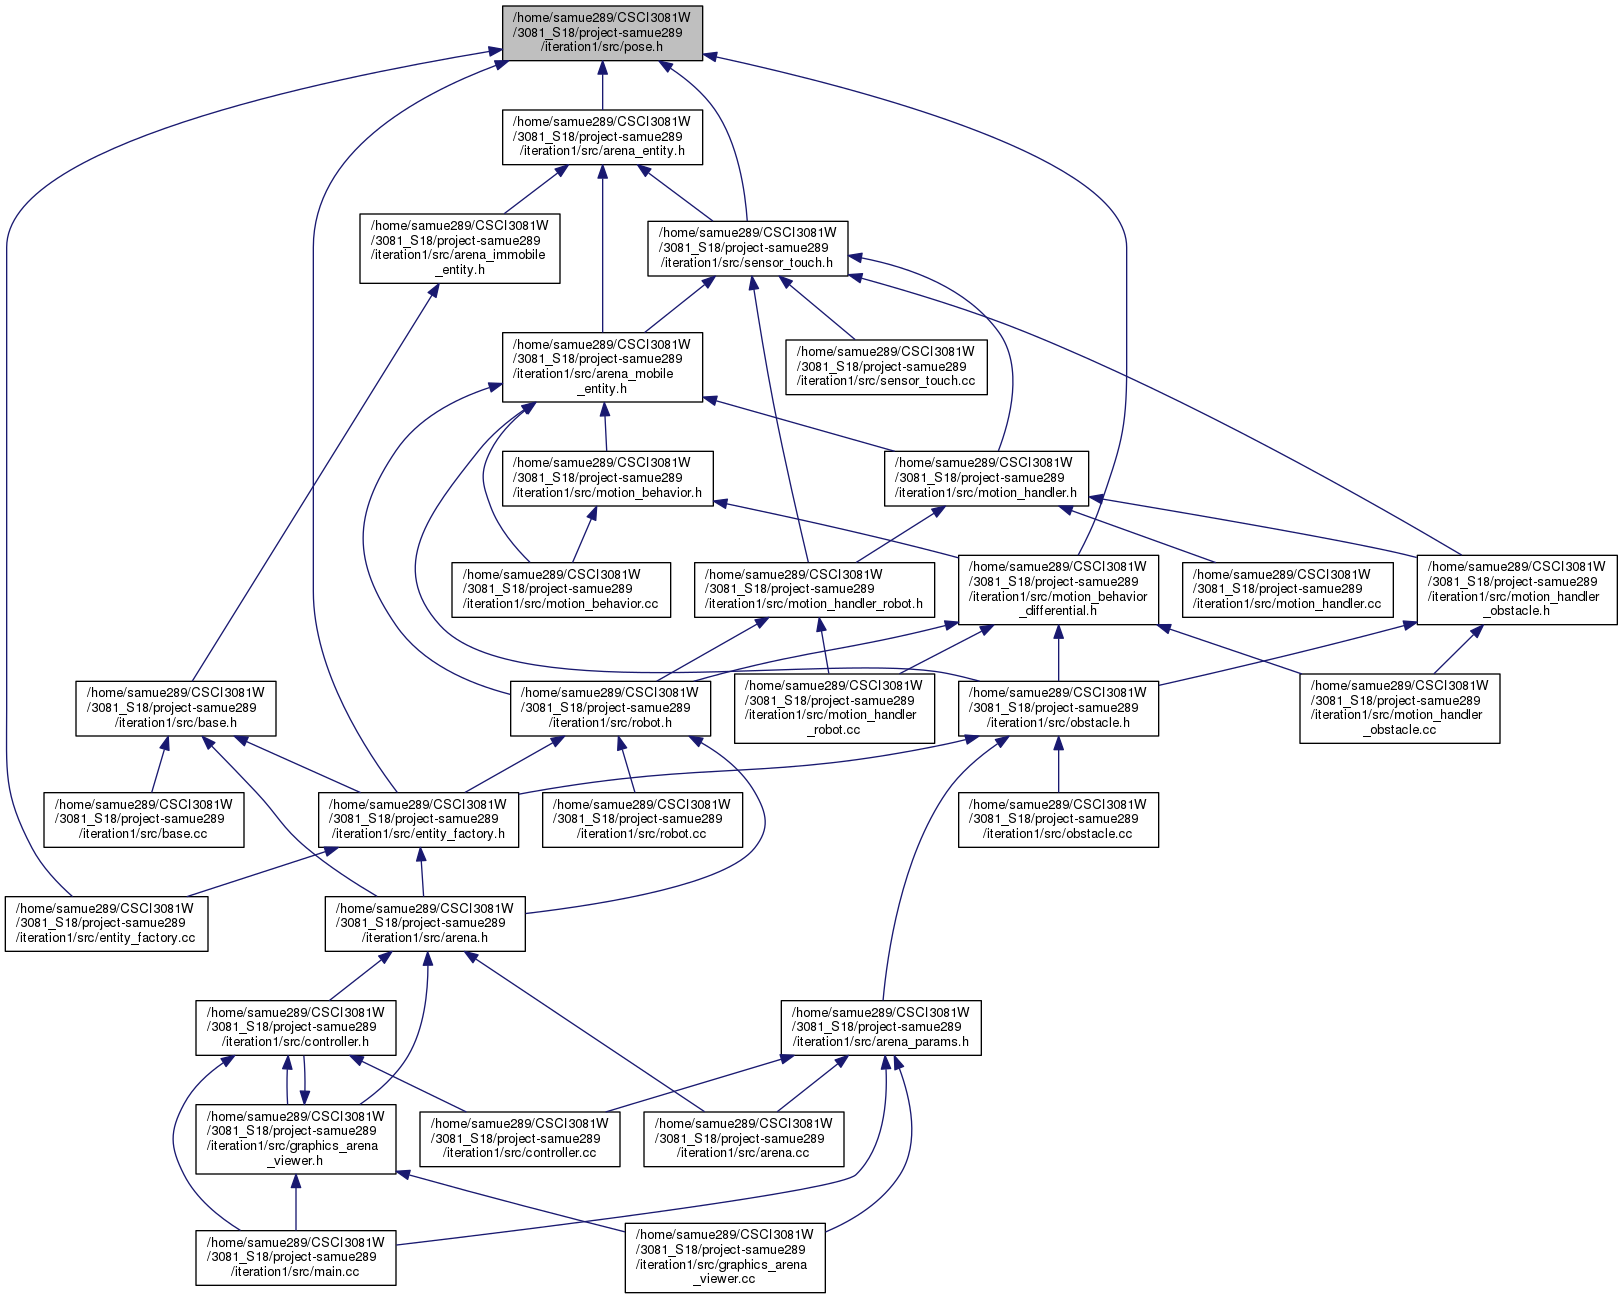 /home/samue289/CSCI3081W
/3081_S18/project-samue289
/iteration1/src/pose.h
/home/samue289/CSCI3081W
/3081_S18/project-samue289
/iteration1/src/arena_entity.h
/home/samue289/CSCI3081W
/3081_S18/project-samue289
/iteration1/src/arena_immobile
_entity.h
/home/samue289/CSCI3081W
/3081_S18/project-samue289
/iteration1/src/sensor_touch.h
/home/samue289/CSCI3081W
/3081_S18/project-samue289
/iteration1/src/arena_mobile
_entity.h
/home/samue289/CSCI3081W
/3081_S18/project-samue289
/iteration1/src/sensor_touch.cc
/home/samue289/CSCI3081W
/3081_S18/project-samue289
/iteration1/src/motion_behavior.h
/home/samue289/CSCI3081W
/3081_S18/project-samue289
/iteration1/src/motion_handler.h
/home/samue289/CSCI3081W
/3081_S18/project-samue289
/iteration1/src/motion_behavior.cc
/home/samue289/CSCI3081W
/3081_S18/project-samue289
/iteration1/src/motion_handler_robot.h
/home/samue289/CSCI3081W
/3081_S18/project-samue289
/iteration1/src/motion_behavior
_differential.h
/home/samue289/CSCI3081W
/3081_S18/project-samue289
/iteration1/src/motion_handler.cc
/home/samue289/CSCI3081W
/3081_S18/project-samue289
/iteration1/src/motion_handler
_obstacle.h
/home/samue289/CSCI3081W
/3081_S18/project-samue289
/iteration1/src/base.h
/home/samue289/CSCI3081W
/3081_S18/project-samue289
/iteration1/src/robot.h
/home/samue289/CSCI3081W
/3081_S18/project-samue289
/iteration1/src/motion_handler
_robot.cc
/home/samue289/CSCI3081W
/3081_S18/project-samue289
/iteration1/src/obstacle.h
/home/samue289/CSCI3081W
/3081_S18/project-samue289
/iteration1/src/motion_handler
_obstacle.cc
/home/samue289/CSCI3081W
/3081_S18/project-samue289
/iteration1/src/base.cc
/home/samue289/CSCI3081W
/3081_S18/project-samue289
/iteration1/src/entity_factory.h
/home/samue289/CSCI3081W
/3081_S18/project-samue289
/iteration1/src/robot.cc
/home/samue289/CSCI3081W
/3081_S18/project-samue289
/iteration1/src/obstacle.cc
/home/samue289/CSCI3081W
/3081_S18/project-samue289
/iteration1/src/entity_factory.cc
/home/samue289/CSCI3081W
/3081_S18/project-samue289
/iteration1/src/arena.h
/home/samue289/CSCI3081W
/3081_S18/project-samue289
/iteration1/src/controller.h
/home/samue289/CSCI3081W
/3081_S18/project-samue289
/iteration1/src/arena_params.h
/home/samue289/CSCI3081W
/3081_S18/project-samue289
/iteration1/src/graphics_arena
_viewer.h
/home/samue289/CSCI3081W
/3081_S18/project-samue289
/iteration1/src/controller.cc
/home/samue289/CSCI3081W
/3081_S18/project-samue289
/iteration1/src/arena.cc
/home/samue289/CSCI3081W
/3081_S18/project-samue289
/iteration1/src/main.cc
/home/samue289/CSCI3081W
/3081_S18/project-samue289
/iteration1/src/graphics_arena
_viewer.cc